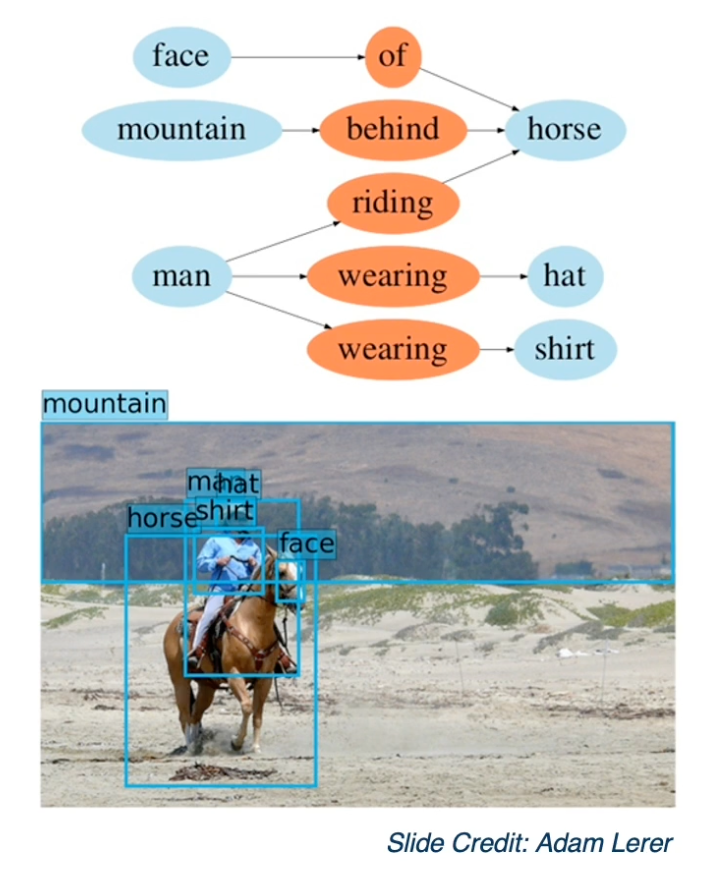 face of
mountain behind horse
riding
man wearing hat
wearing shirt
mountain
man hat
shirt
horse
face
Slide Credit: Adam Lerer